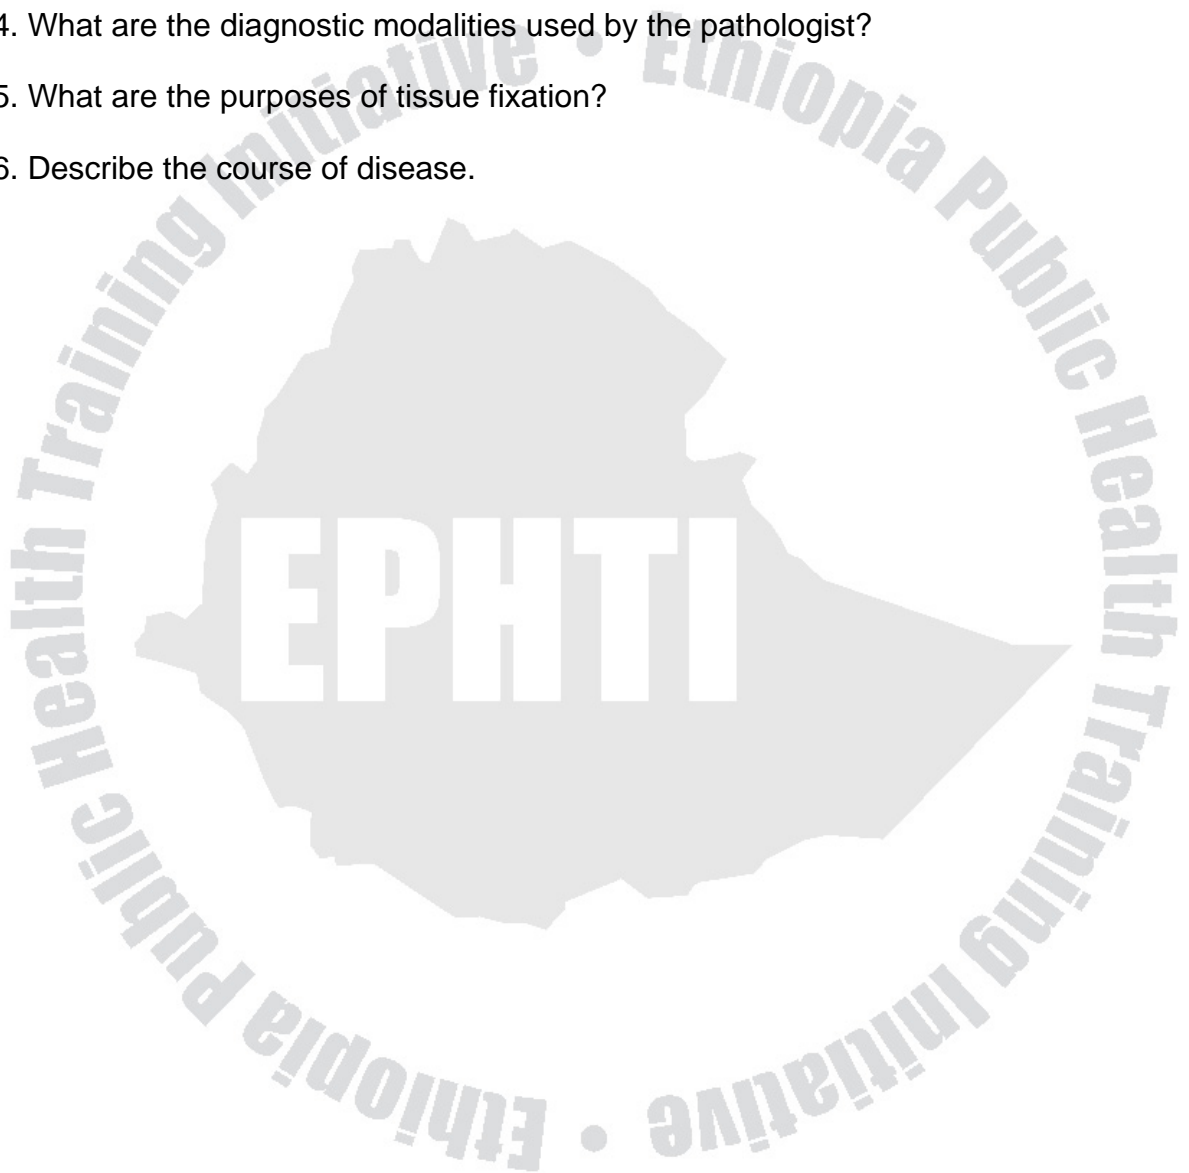 4. What are the diagnostic modalities used by the pathologist?
5. What are the purposes of tissue fixation?
6. Describe the course of disease.
Ethiopia Public Health Training Initiative • Ethiopia Public Health Training Initiative •
EPHTI